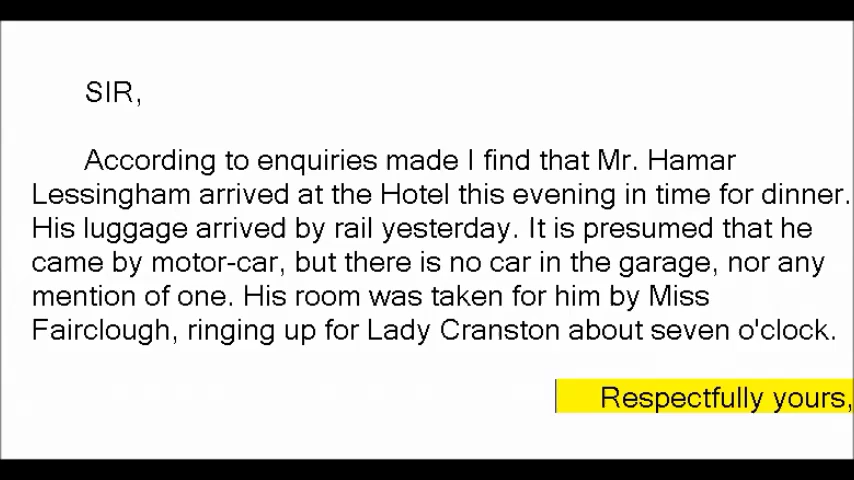 SIR,
According to enquiries made I find that Mr. Hamar
Lessingham arrived at the Hotel this evening in time for dinner.
His luggage arrived by rail yesterday. It is presumed that he
came by motor-car, but there is no car in the garage, nor any
mention of one. His room was taken for him by Miss
Fairclough, ringing up for Lady Cranston about seven o'clock.
Respectfully yours,